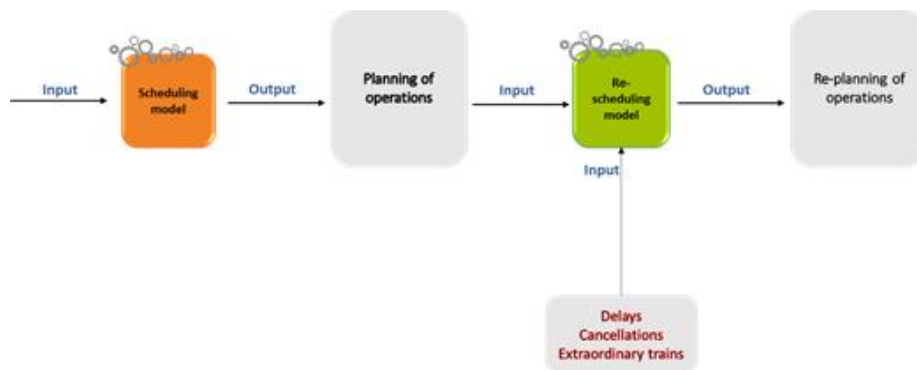 Input
Scheduling
model
Output
Planning of
operations
Input
Re-
scheduling
model
Output
Re-planning of
operations
Input
Delays
Cancellations
Extraordinary trains